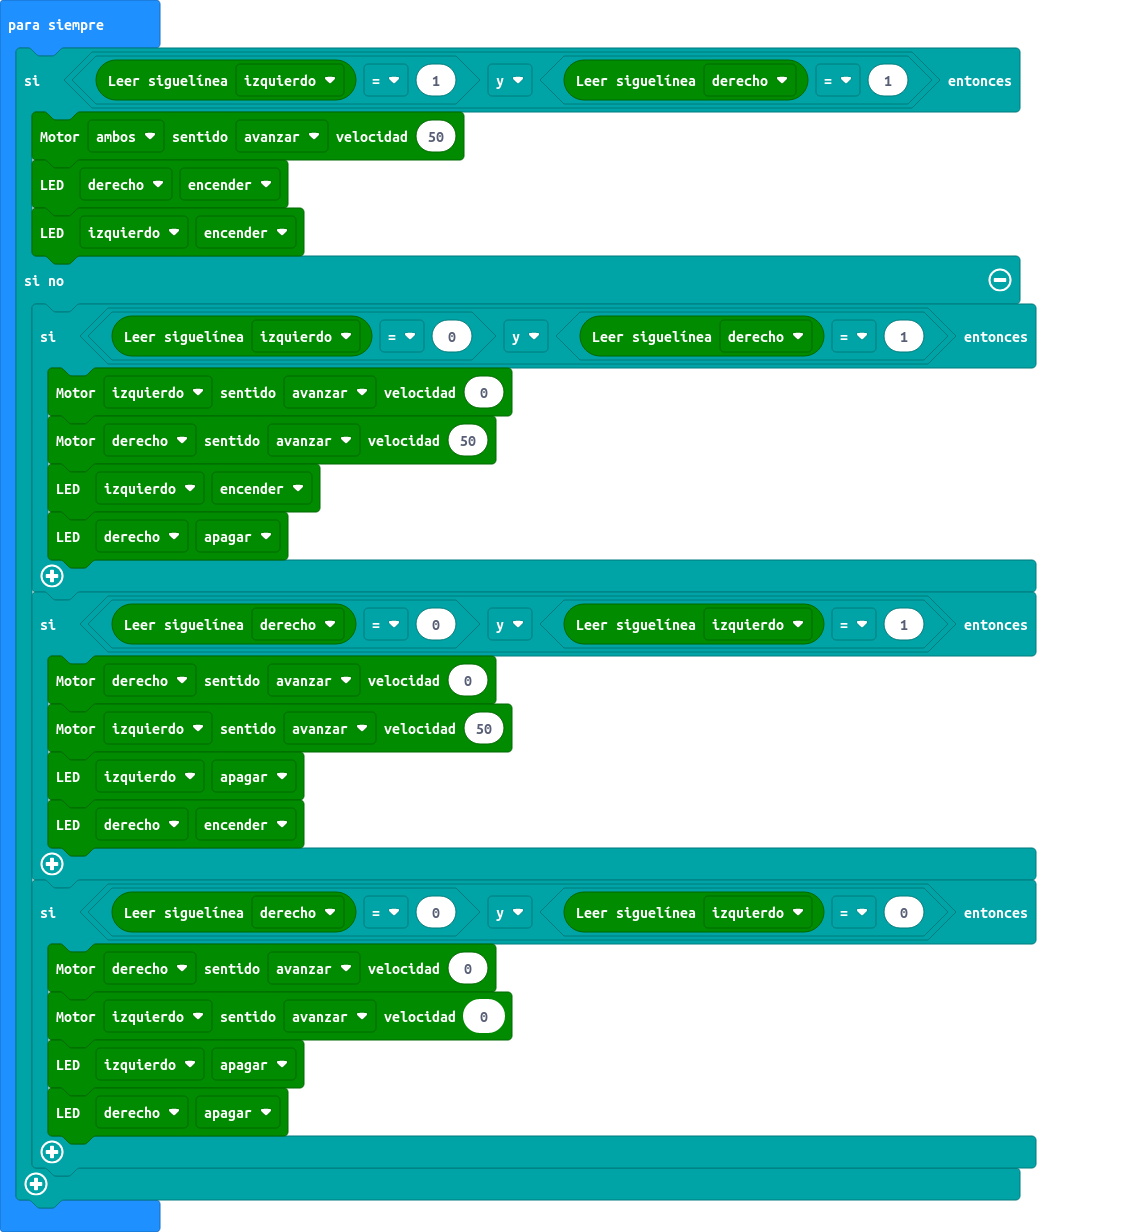 para siempre
si Leer siguelínea izquierdo = 1 y Leer siguelínea derecho = 1 entonces
Motor ambos sentido avanzar velocidad 50
LED derecho encender
LED izquierdo encender
si no
si Leer siguelínea izquierdo = 0 y Leer siguelínea derecho = 1 entonces
Motor izquierdo sentido avanzar velocidad 0
Motor derecho sentido avanzar velocidad 50
LED izquierdo encender
LED derecho apagar
si Leer siguelínea derecho = 0 y Leer siguelínea izquierdo = 1 entonces
Motor derecho sentido avanzar velocidad 0
Motor izquierdo sentido avanzar velocidad 50
LED izquierdo apagar
LED derecho encender
si Leer siguelínea derecho = 0 y Leer siguelínea izquierdo = 0 entonces
Motor derecho sentido avanzar velocidad 0
Motor izquierdo sentido avanzar velocidad 0
LED izquierdo apagar
LED derecho apagar